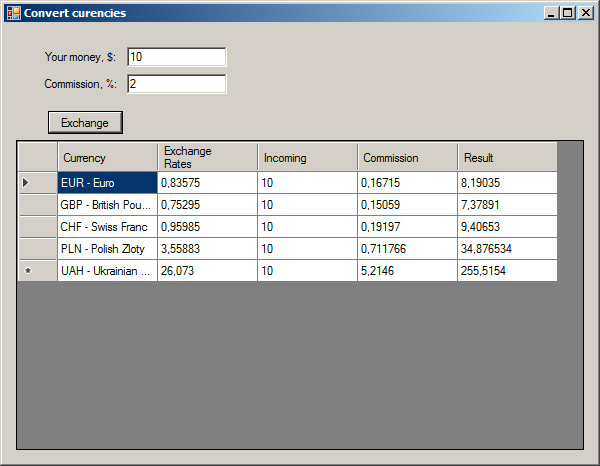 Convert curencies
Your money, $: 10
Commission, %: 2
Exchange
Currency Exchange Rates Incoming Commission Result
EUR - Euro 0,83575 10 0,16715 8,19035
GBP - British Pou... 0,75295 10 0,15059 7,37891
CHF - Swiss Franc 0,95985 10 0,19197 9,40653
PLN - Polish Zloty 3,55883 10 0,711766 34,876534
* UAH - Ukrainian ... 26,073 10 5,2146 255,5154